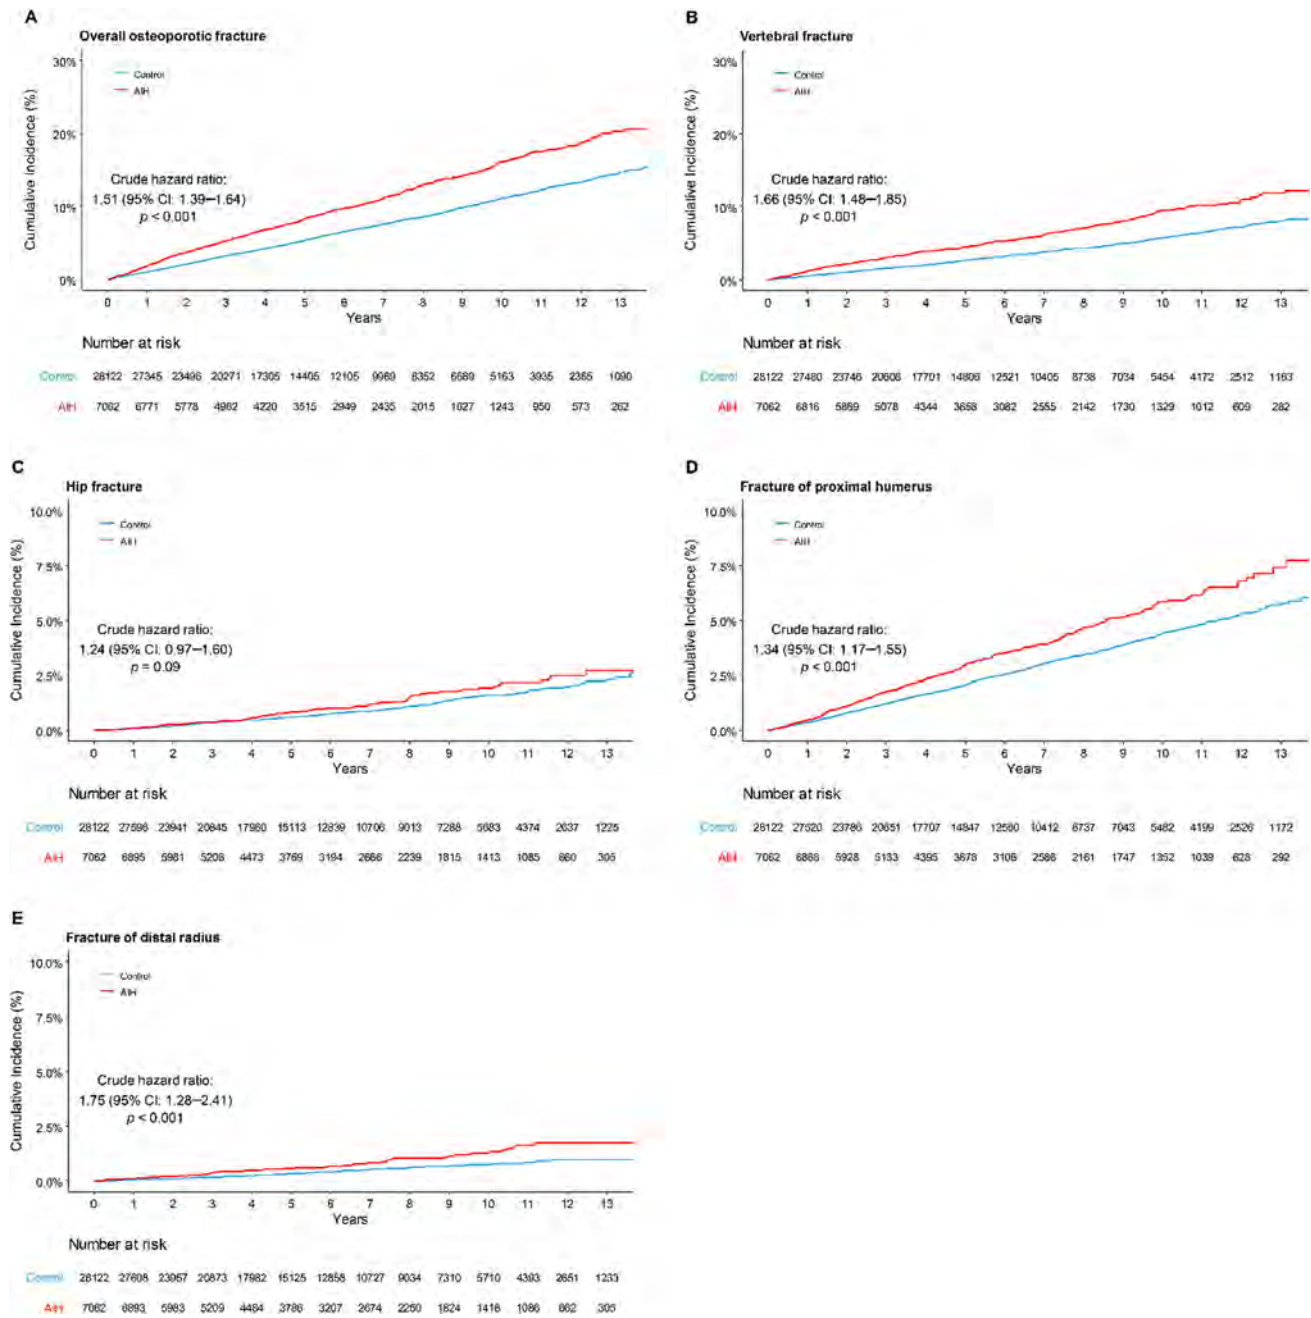 A
Overall osteoporotic fracture
30%
20%
10%
0%
Cumulative Incidence (%)
Control
AIH
Crude hazard ratio:
1.51 (95% CI: 1.39–1.64)
p < 0.001
0 1 2 3 4 5 6 7 8 9 10 11 12 13
Years
Number at risk
Control 28122 27345 23496 20271 17305 14405 12105 9969 8352 6689 5163 3935 2365 1090
AIH 7062 6771 5778 4962 4220 3515 2949 2435 2015 1027 1243 950 573 262
B
Vertebral fracture
30%
20%
10%
0%
Cumulative Incidence (%)
Control
AIH
Crude hazard ratio:
1.66 (95% CI: 1.48–1.85)
p < 0.001
0 1 2 3 4 5 6 7 8 9 10 11 12 13
Years
Number at risk
Control 28122 27480 23746 20608 17701 14806 12521 10405 8738 7034 5454 4172 2512 1163
AIH 7062 6816 5869 5078 4344 3658 3082 2555 2142 1730 1329 1012 609 282
C
Hip fracture
10.0%
7.5%
5.0%
2.5%
0.0%
Cumulative Incidence (%)
Control
AIH
Crude hazard ratio:
1.24 (95% CI: 0.97–1.60)
p = 0.09
0 1 2 3 4 5 6 7 8 9 10 11 12 13
Years
Number at risk
Control 28122 27596 23941 20845 17960 15113 12839 10706 9013 7288 5683 4374 2637 1225
AIH 7062 6895 5981 5206 4473 3769 3194 2666 2239 1815 1413 1085 660 305
D
Fracture of proximal humerus
10.0%
7.5%
5.0%
2.5%
0.0%
Cumulative Incidence (%)
Control
AIH
Crude hazard ratio:
1.34 (95% CI: 1.17–1.55)
p < 0.001
0 1 2 3 4 5 6 7 8 9 10 11 12 13
Years
Number at risk
Control 28122 27520 23786 20651 17707 14847 12560 10412 8737 7043 5482 4199 2526 1172
AIH 7062 6868 5928 5133 4395 3678 3106 2586 2161 1747 1352 1039 628 292
E
Fracture of distal radius
10.0%
7.5%
5.0%
2.5%
0.0%
Cumulative Incidence (%)
Control
AIH
Crude hazard ratio:
1.75 (95% CI: 1.28–2.41)
p < 0.001
0 1 2 3 4 5 6 7 8 9 10 11 12 13
Years
Number at risk
Control 28122 27608 23967 20873 17982 15125 12858 10727 9034 7310 5710 4393 2651 1233
AIH 7062 6893 5983 5209 4484 3786 3207 2674 2250 1824 1416 1086 662 305